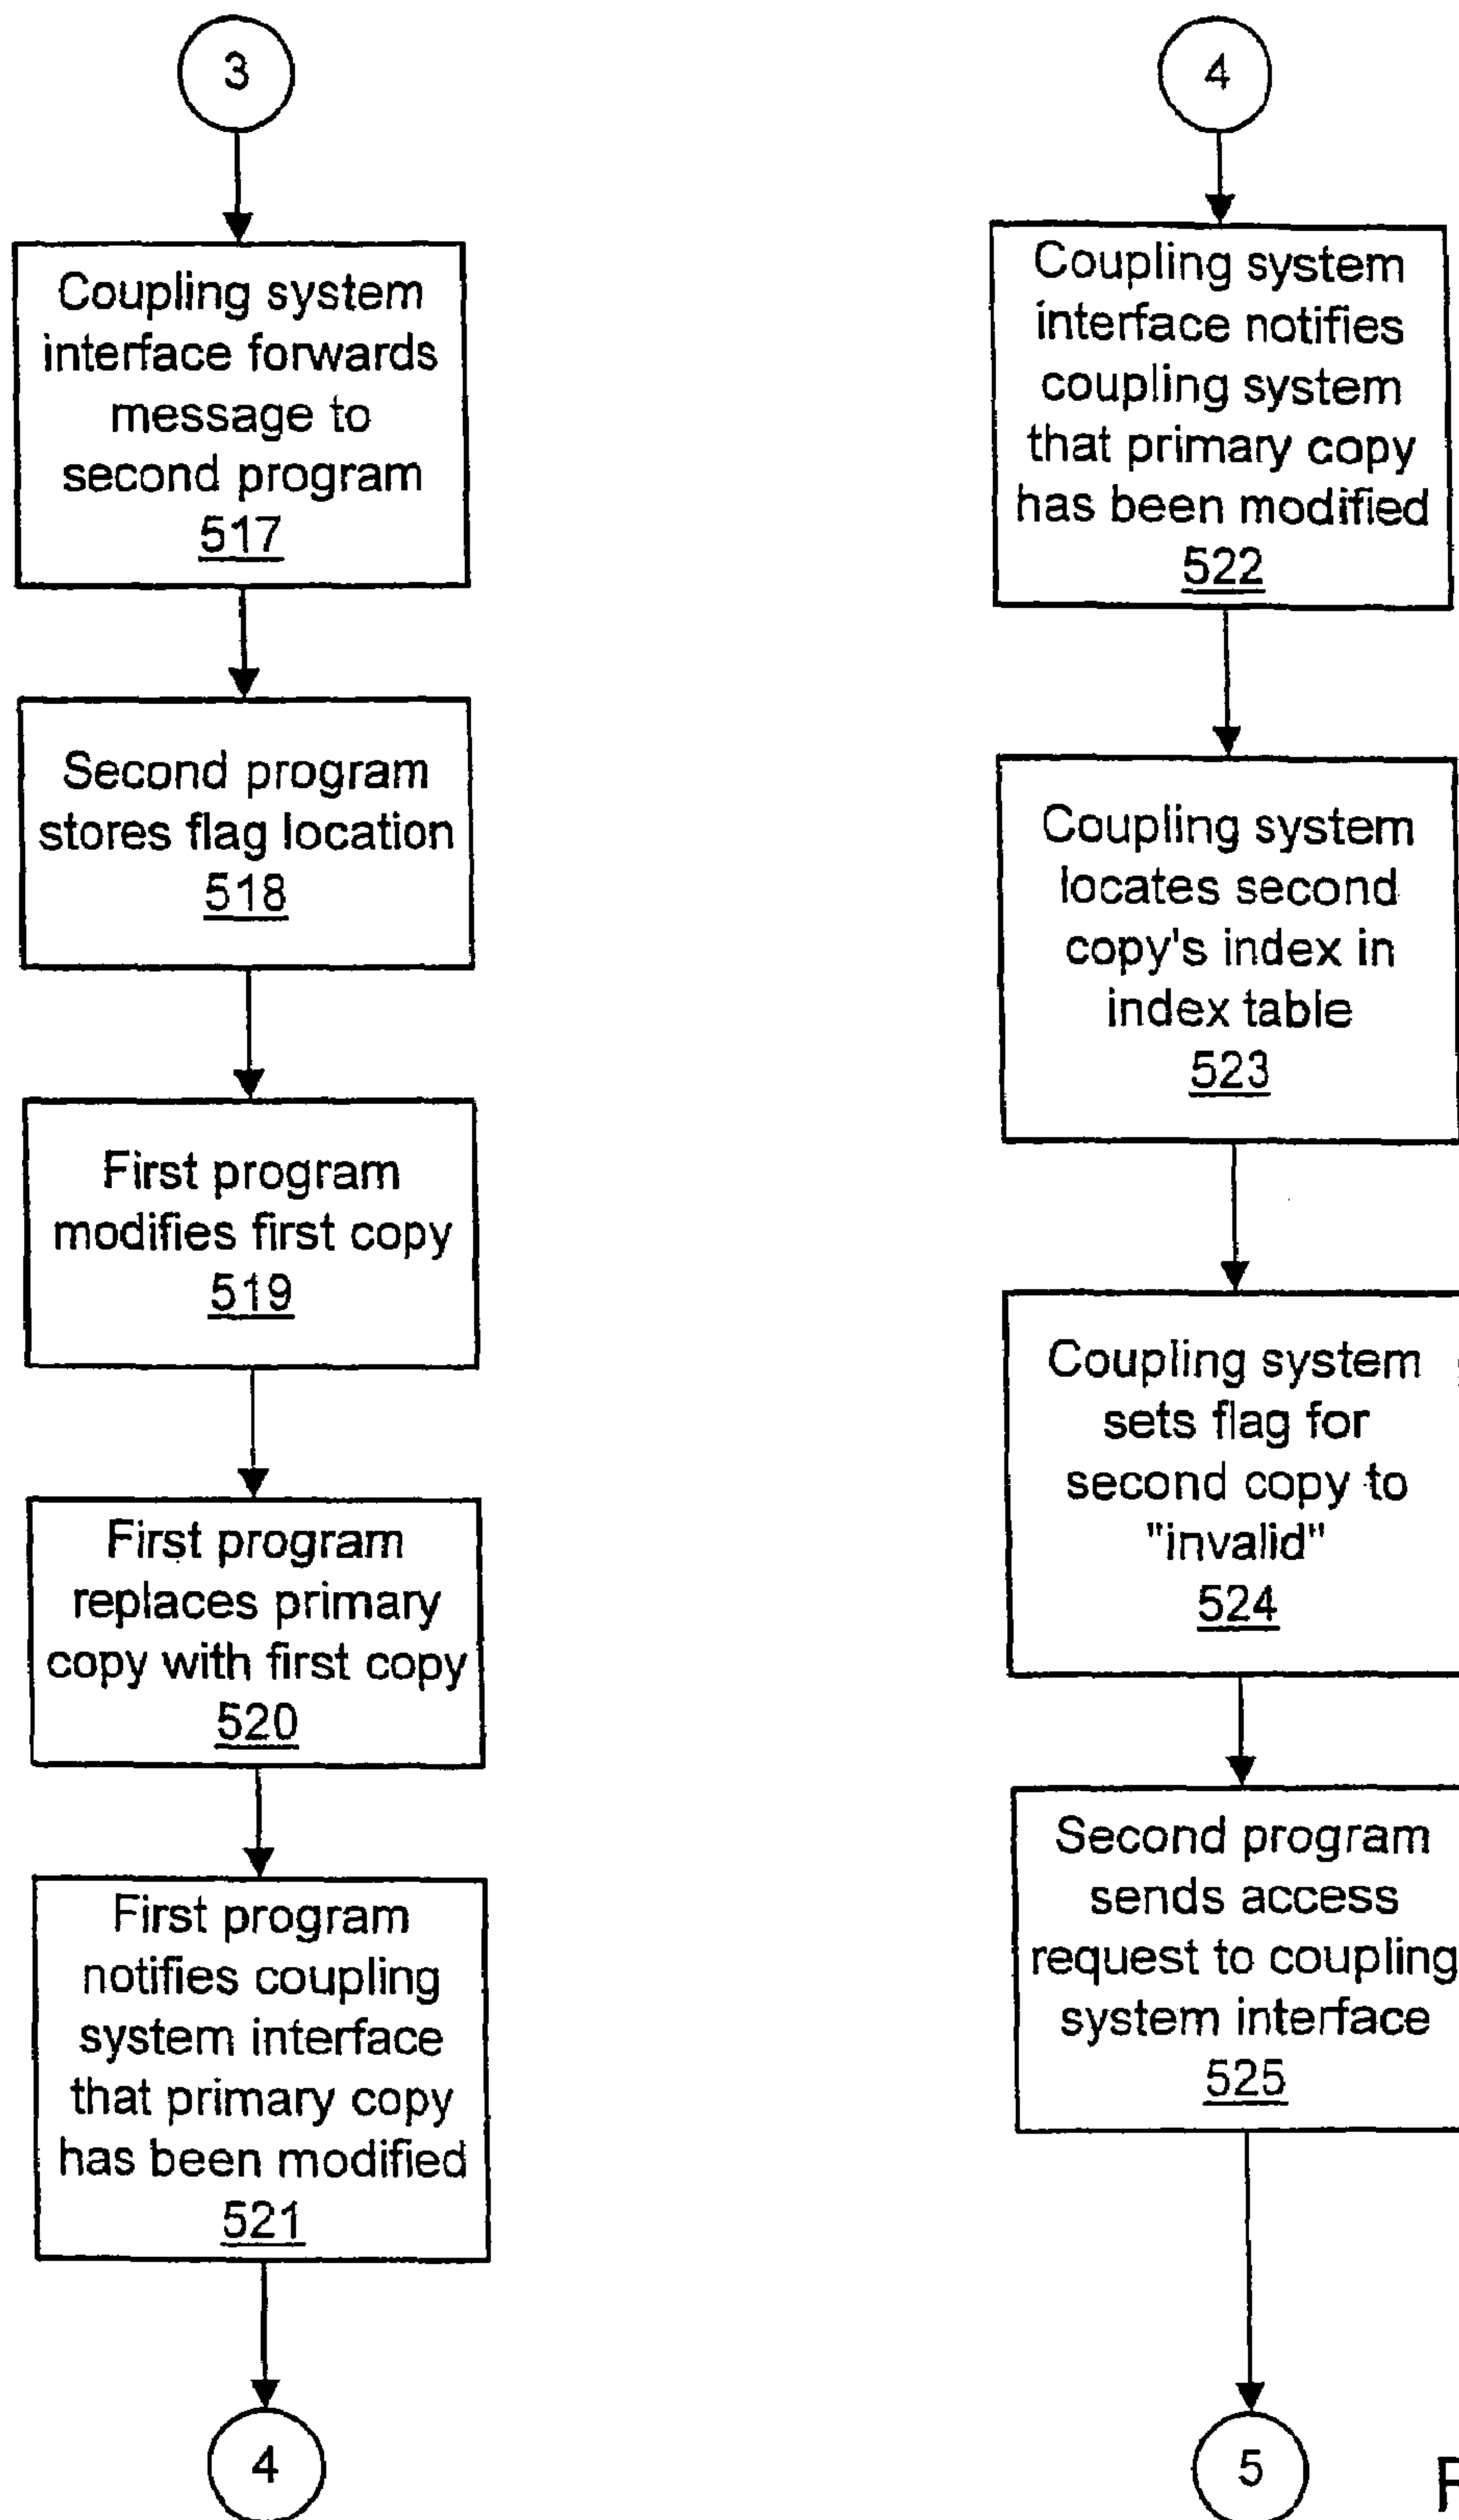 3
Coupling system
interface forwards
message to
second program
517
Second program
stores flag location
518
First program
modifies first copy
519
First program
replaces primary
copy with first copy
520
First program
notifies coupling
system interface
that primary copy
has been modified
521
4
4
Coupling system
interface notifies
coupling system
that primary copy
has been modified
522
Coupling system
locates second
copy's index in
index table
523
Coupling system
sets flag for
second copy to
"invalid"
524
Second program
sends access
request to coupling
system interface
525
5